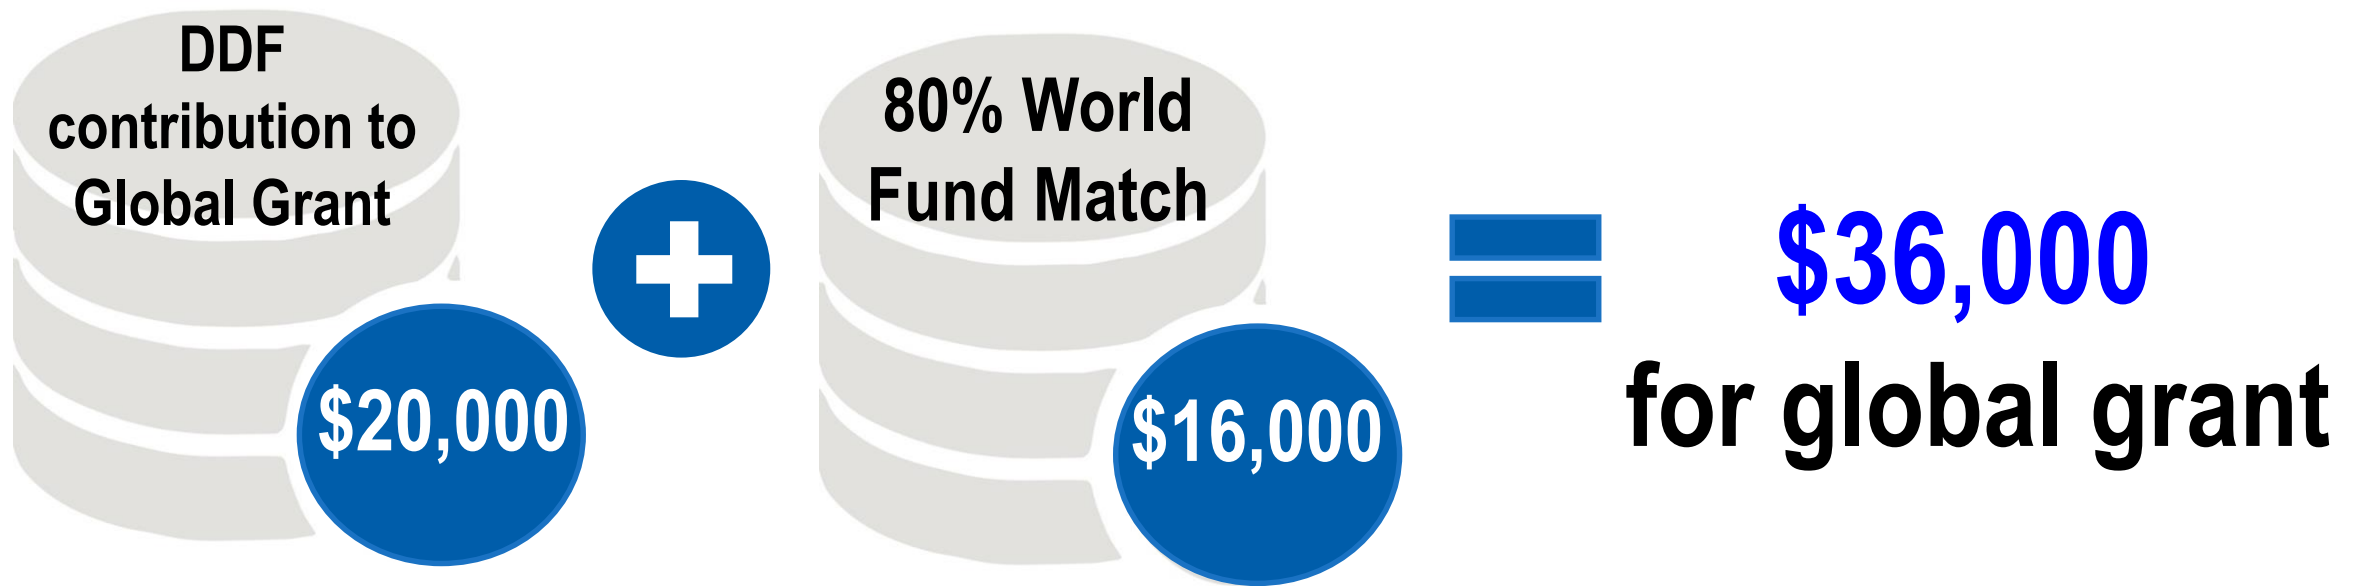 DDF
contribution to
Global Grant
$20,000
80% World
Fund Match
$16,000
$36,000
for global grant